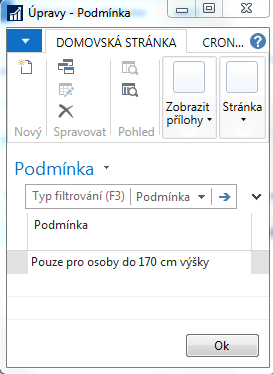 Úpravy - Podmínka
DOMOVSKÁ STRÁNKA CRON...
Zobrazit přílohy
Stránka
Nový Spravovat Pohled
Podmínka
Typ filtrování (F3) Podmínka
Podmínka
Pouze pro osoby do 170 cm výšky
Ok